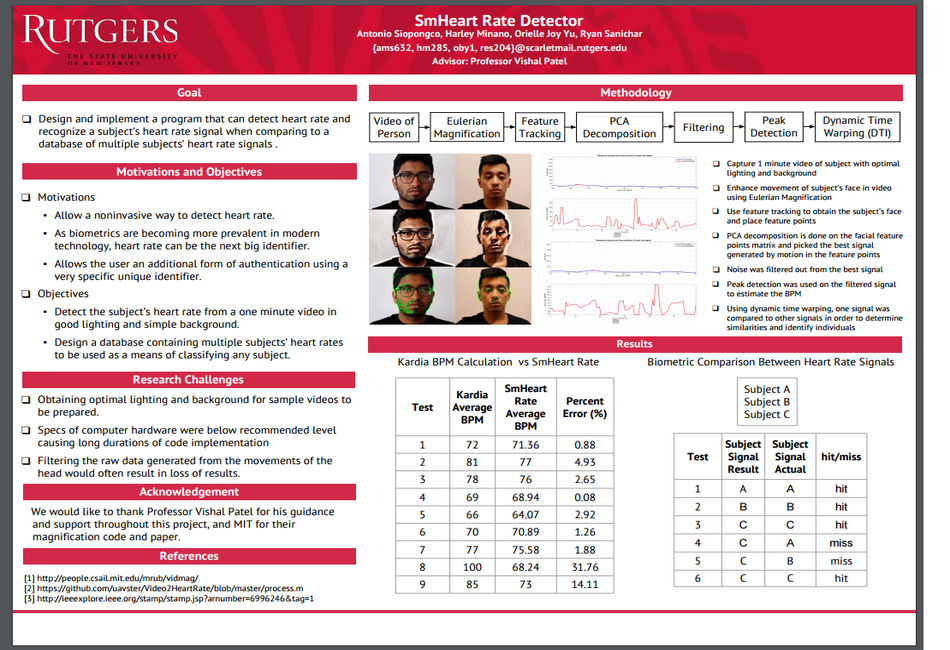 RUTGERS
THE STATE UNIVERSITY
OF NEW JERSEY
SmHeart Rate Detector
Antonio Siopongco, Harley Minano, Orielle Joy Yu, Ryan Sanichar
{ams632, hm285, oby1, res204}@scarletmail.rutgers.edu
Advisor: Professor Vishal Patel
Goal
❑ Design and implement a program that can detect heart rate and
recognize a subject's heart rate signal when comparing to a
database of multiple subjects' heart rate signals .
Motivations and Objectives
❑ Motivations
• Allow a noninvasive way to detect heart rate.
• As biometrics are becoming more prevalent in modern
technology, heart rate can be the next big identifier.
• Allows the user an additional form of authentication using a
very specific unique identifier.
❑ Objectives
• Detect the subject's heart rate from a one minute video in
good lighting and simple background.
• Design a database containing multiple subjects' heart rates
to be used as a means of classifying any subject.
Research Challenges
❑ Obtaining optimal lighting and background for sample videos to
be prepared.
❑ Specs of computer hardware were below recommended level
causing long durations of code implementation
❑ Filtering the raw data generated from the movements of the
head would often result in loss of results.
Acknowledgement
We would like to thank Professor Vishal Patel for his guidance
and support throughout this project, and MIT for their
magnification code and paper.
References
[1] http://people.csail.mit.edu/mrub/vidmag/
[2] https://github.com/uavster/Video2HeartRate/blob/master/process.m
[3] http://ieeexplore.ieee.org/stamp/stamp.jsp?arnumber=6996246&tag=1
Methodology
Video of
Person
Eulerian
Magnification
Feature
Tracking
PCA
Decomposition
Filtering
Peak
Detection
Dynamic Time
Warping (DTI)
❑ Capture 1 minute video of subject with optimal
lighting and background
❑ Enhance movement of subject's face in video
using Eulerian Magnification
❑ Use feature tracking to obtain the subject's face
and place feature points
❑ PCA decomposition is done on the facial feature
points matrix and picked the best signal
generated by motion in the feature points
❑ Noise was filtered out from the best signal
❑ Peak detection was used on the filtered signal
to estimate the BPM
❑ Using dynamic time warping, one signal was
compared to other signals in order to determine
similarities and identify individuals
Results
Kardia BPM Calculation vs SmHeart Rate
Test Kardia Average BPM SmHeart Rate Average BPM Percent Error (%)
1 72 71.36 0.88
2 81 77 4.93
3 78 76 2.65
4 69 68.94 0.08
5 66 64.07 2.92
6 70 70.89 1.26
7 77 75.58 1.88
8 100 68.24 31.76
9 85 73 14.11
Biometric Comparison Between Heart Rate Signals
Subject A
Subject B
Subject C
Test Subject Signal Result Subject Signal Actual hit/miss
1 A A hit
2 B B hit
3 C C hit
4 C A miss
5 C B miss
6 C C hit